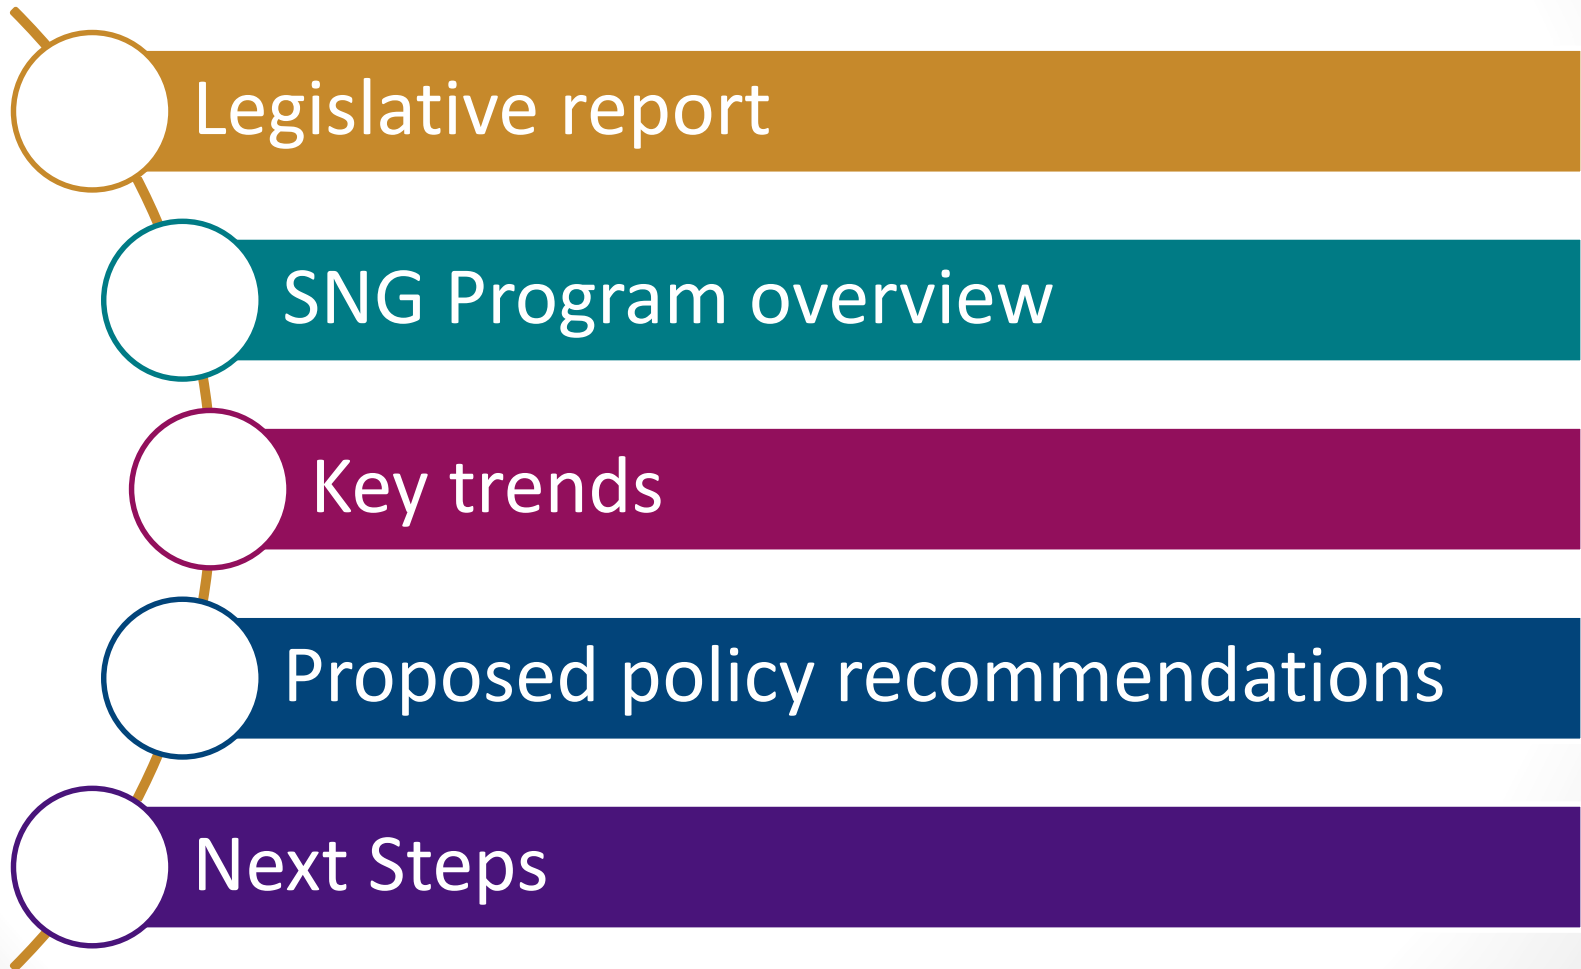 Legislative report
SNG Program overview
Key trends
Proposed policy recommendations
Next Steps